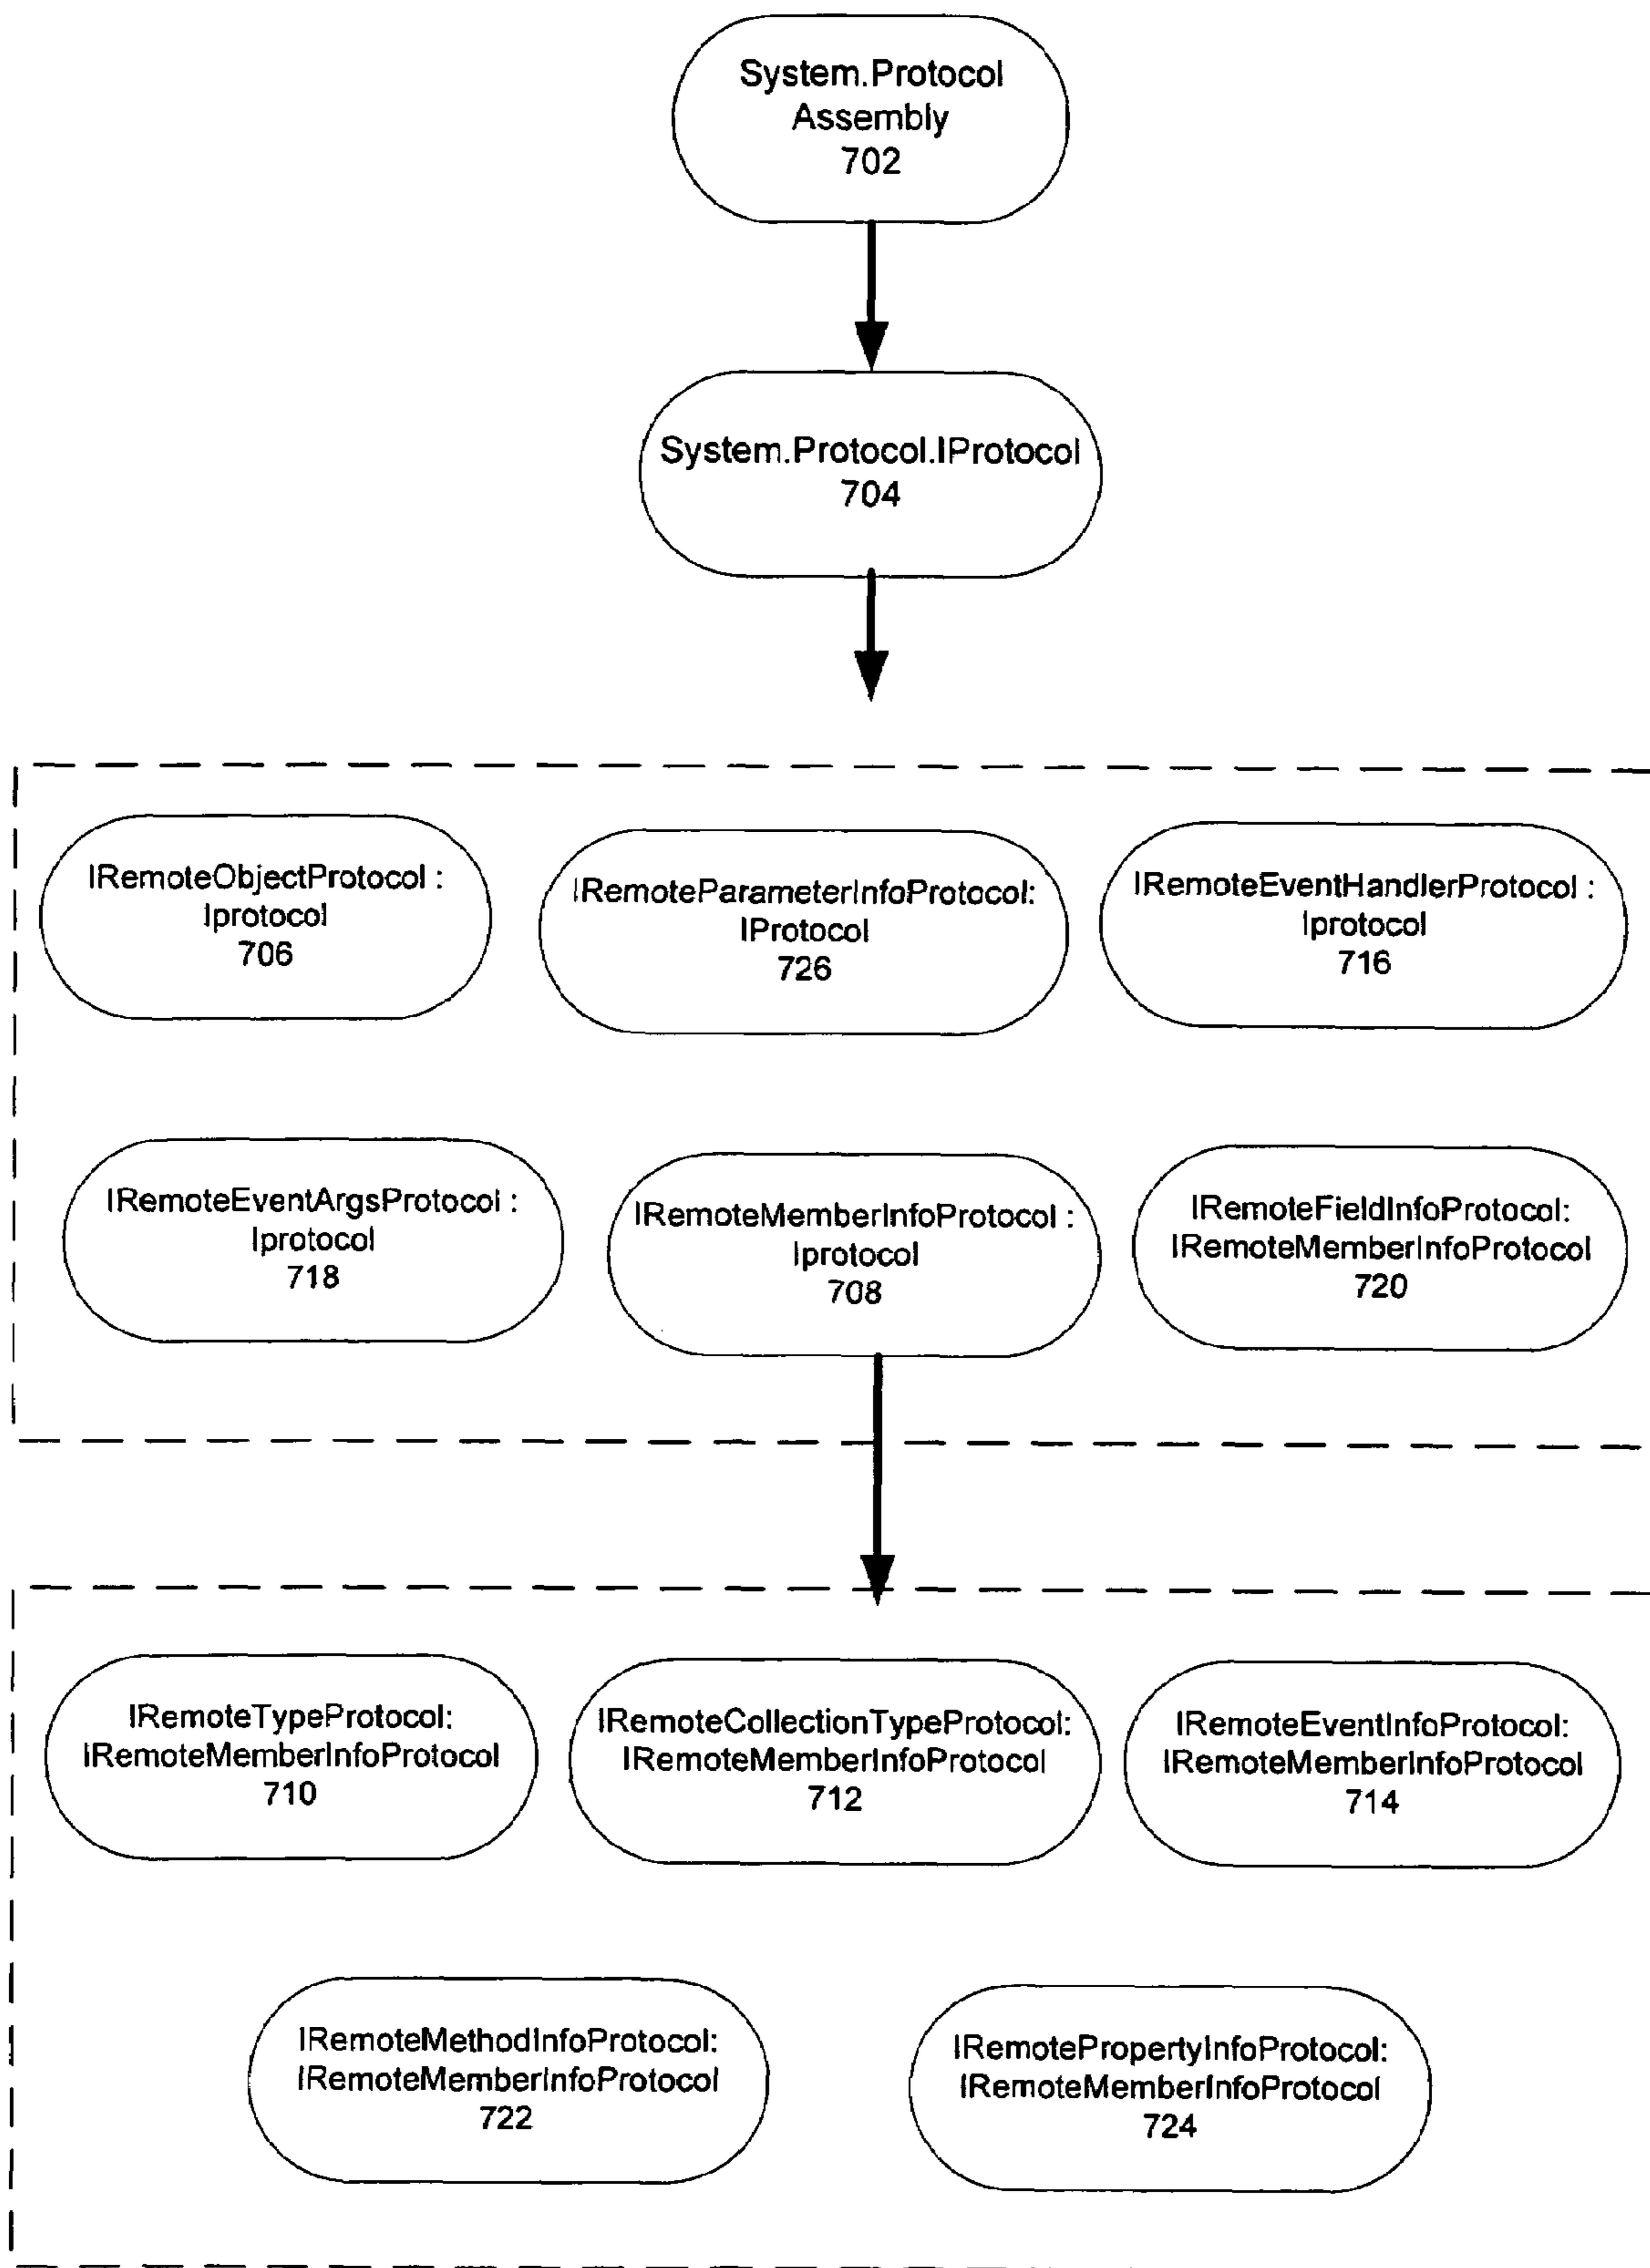 System.Protocol
Assembly
702
System.Protocol.IProtocol
704
IRemoteObjectProtocol :
Iprotocol
706
IRemoteParameterInfoProtocol:
IProtocol
726
IRemoteEventHandlerProtocol :
Iprotocol
716
IRemoteEventArgsProtocol :
Iprotocol
718
IRemoteMemberInfoProtocol :
Iprotocol
708
IRemoteFieldInfoProtocol:
IRemoteMemberInfoProtocol
720
IRemoteTypeProtocol:
IRemoteMemberInfoProtocol
710
IRemoteCollectionTypeProtocol:
IRemoteMemberInfoProtocol
712
IRemoteEventInfoProtocol:
IRemoteMemberInfoProtocol
714
IRemoteMethodInfoProtocol:
IRemoteMemberInfoProtocol
722
IRemotePropertyInfoProtocol:
IRemoteMemberInfoProtocol
724